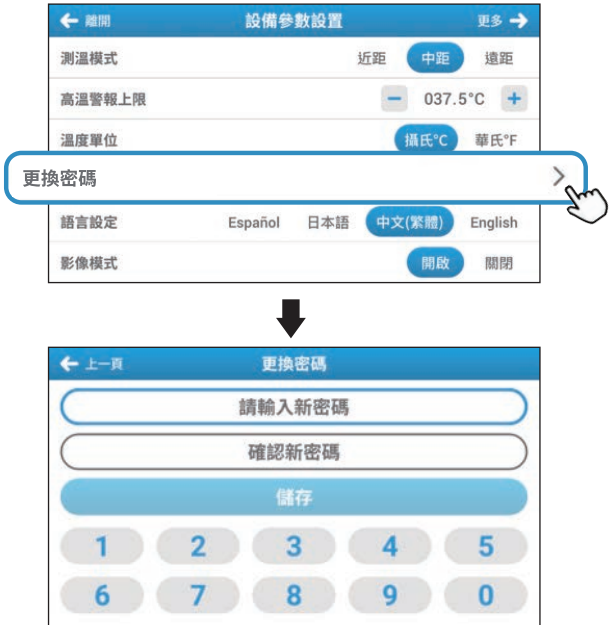 離開 設備參數設置 更多
測溫模式 近距 中距 遠距
高溫警報上限 − 037.5°C +
溫度單位 攝氏°C 華氏°F
更換密碼
語言設定 Español 日本語 中文(繁體) English
影像模式 開啟 關閉
上一頁 更換密碼
請輸入新密碼
確認新密碼
儲存
1 2 3 4 5
6 7 8 9 0